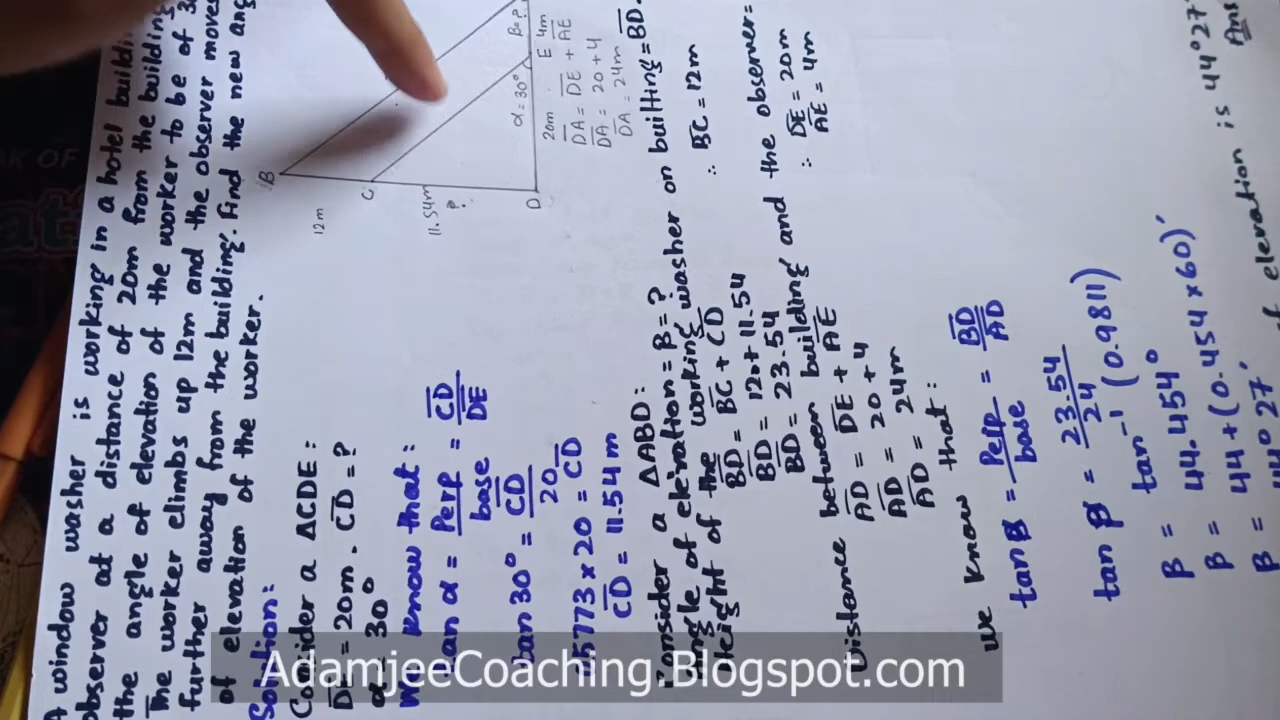 A window washer is working in a hotel buildin
observer at a distance of 20m from the building
the angle of elevation of the worker to be of 30
The worker climbs up 12m and the observer moves
further away from the building. Find the new ang
of elevation of the worker.
Solution:
Consider a ΔCDE:
DE = 20m. CD = ?
α = 30°
We know that:
tan α = Perp/base = CD/DE
tan 30° = CD/20
0.5773 × 20 = CD
CD = 11.54m
B
12m
C
11.54m
?
D
α = 30°
20m
E
4m
β = ?
DA = DE + AE
DA = 20 + 4
DA = 24m
Consider a ΔABD:
Angle of elevation = β = ?
Height of the working washer on builting = BD.
BD = BC + CD ∴ BC = 12m
BD = 12 + 11.54
BD = 23.54
Distance between building and the observer =
AD = DE + AE ∴ DE = 20m
AD = 20 + 4 AE = 4m
AD = 24m
We know that:
tan β = Perp/base = BD/AD
tan β = 23.54/24
β = tan⁻¹ (0.9811)
β = 44.454°
β = 44 + (0.454 × 60)'
β = 44° 27'
of elevation is 44° 27'
Ans
AdamjeeCoaching.Blogspot.com